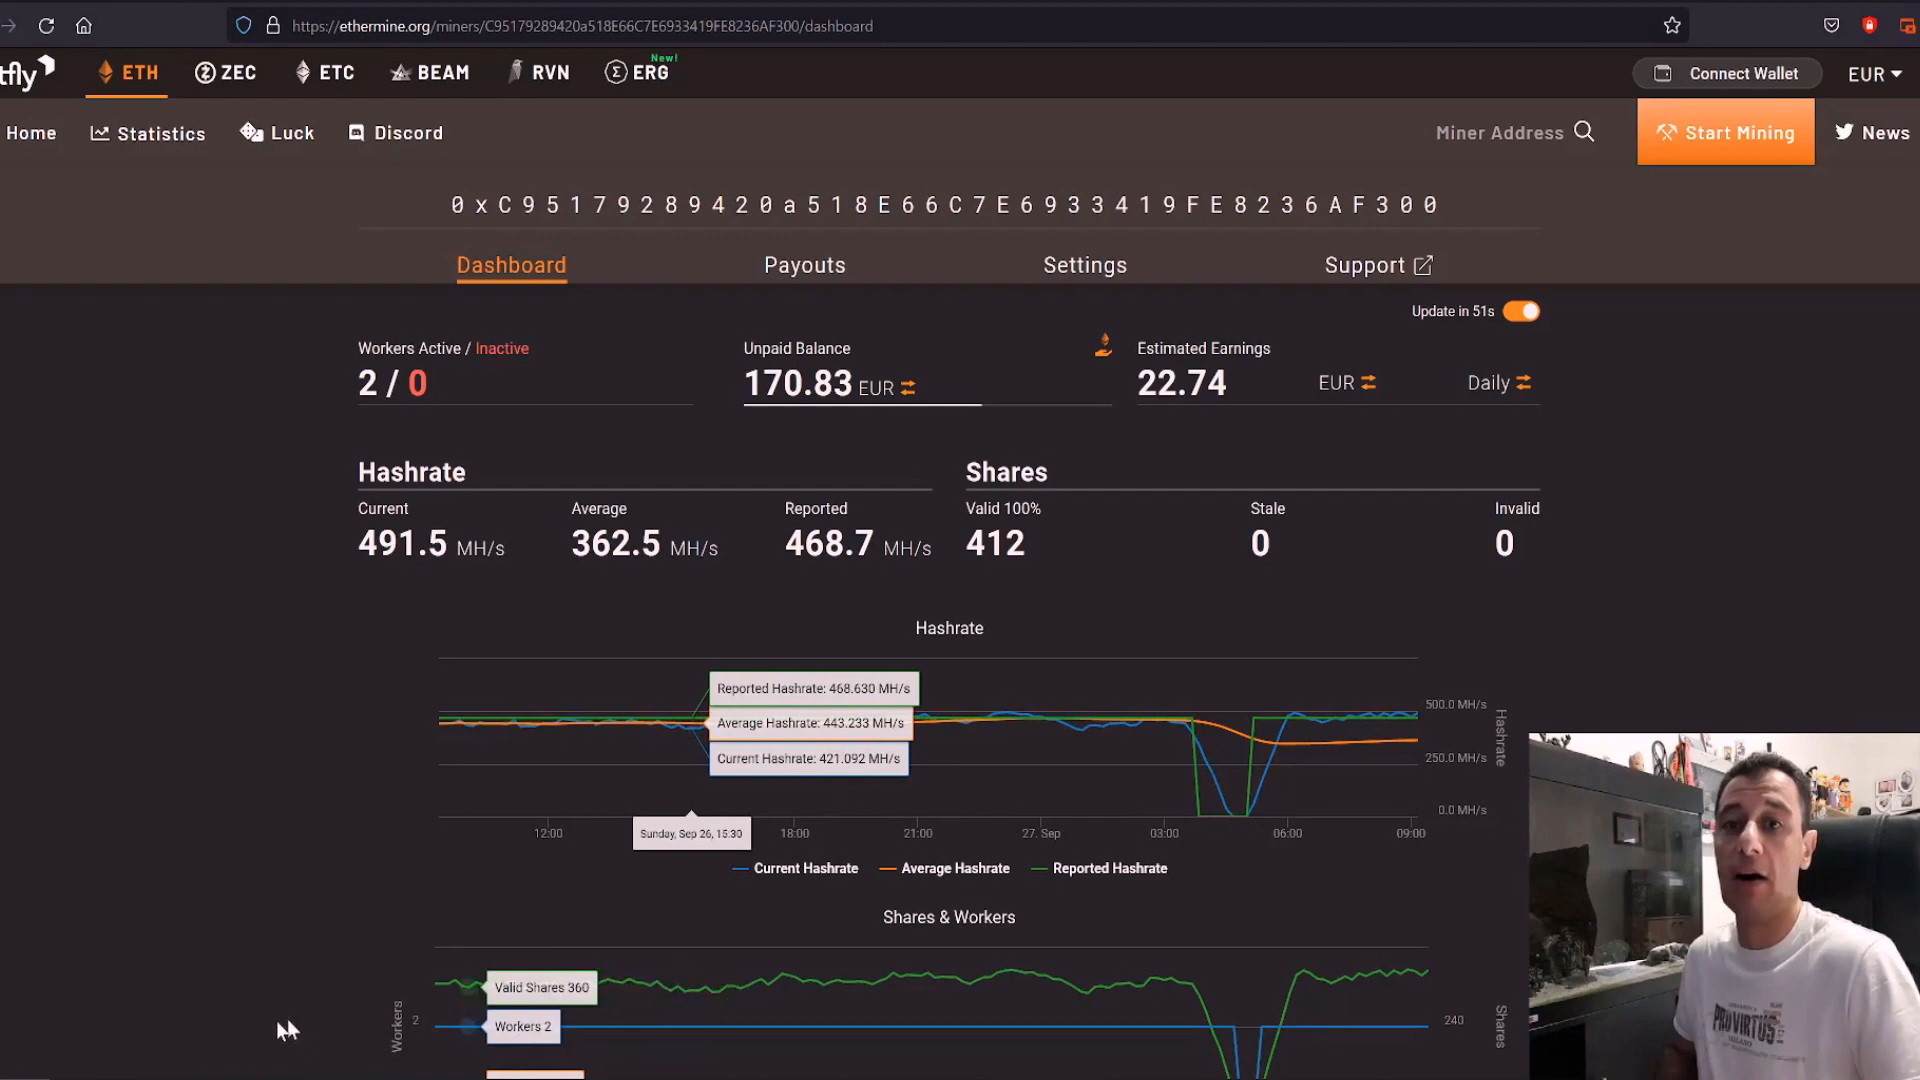 https://ethermine.org/miners/C95179289420a518E66C7E6933419FE8236AF300/dashboard
tfly
ETH
ZEC
ETC
BEAM
RVN
ERG
New!
Connect Wallet
EUR
Home
Statistics
Luck
Discord
Miner Address
Start Mining
News
0xC95179289420a518E66C7E6933419FE8236AF300
Dashboard
Payouts
Settings
Support
Update in 51s
Workers Active / Inactive
2 / 0
Unpaid Balance
170.83 EUR
Estimated Earnings
22.74 EUR Daily
Hashrate
Current
491.5 MH/s
Average
362.5 MH/s
Reported
468.7 MH/s
Shares
Valid 100%
412
Stale
0
Invalid
0
Hashrate
Reported Hashrate: 468.630 MH/s
Average Hashrate: 443.233 MH/s
Current Hashrate: 421.092 MH/s
500.0 MH/s
250.0 MH/s
0.0 MH/s
Hashrate
12:00
Sunday, Sep 26, 15:30
18:00
21:00
27. Sep
03:00
06:00
09:00
Current Hashrate
Average Hashrate
Reported Hashrate
Shares & Workers
Valid Shares 360
Workers 2
Workers
2
240
Shares
PROVIRTUS